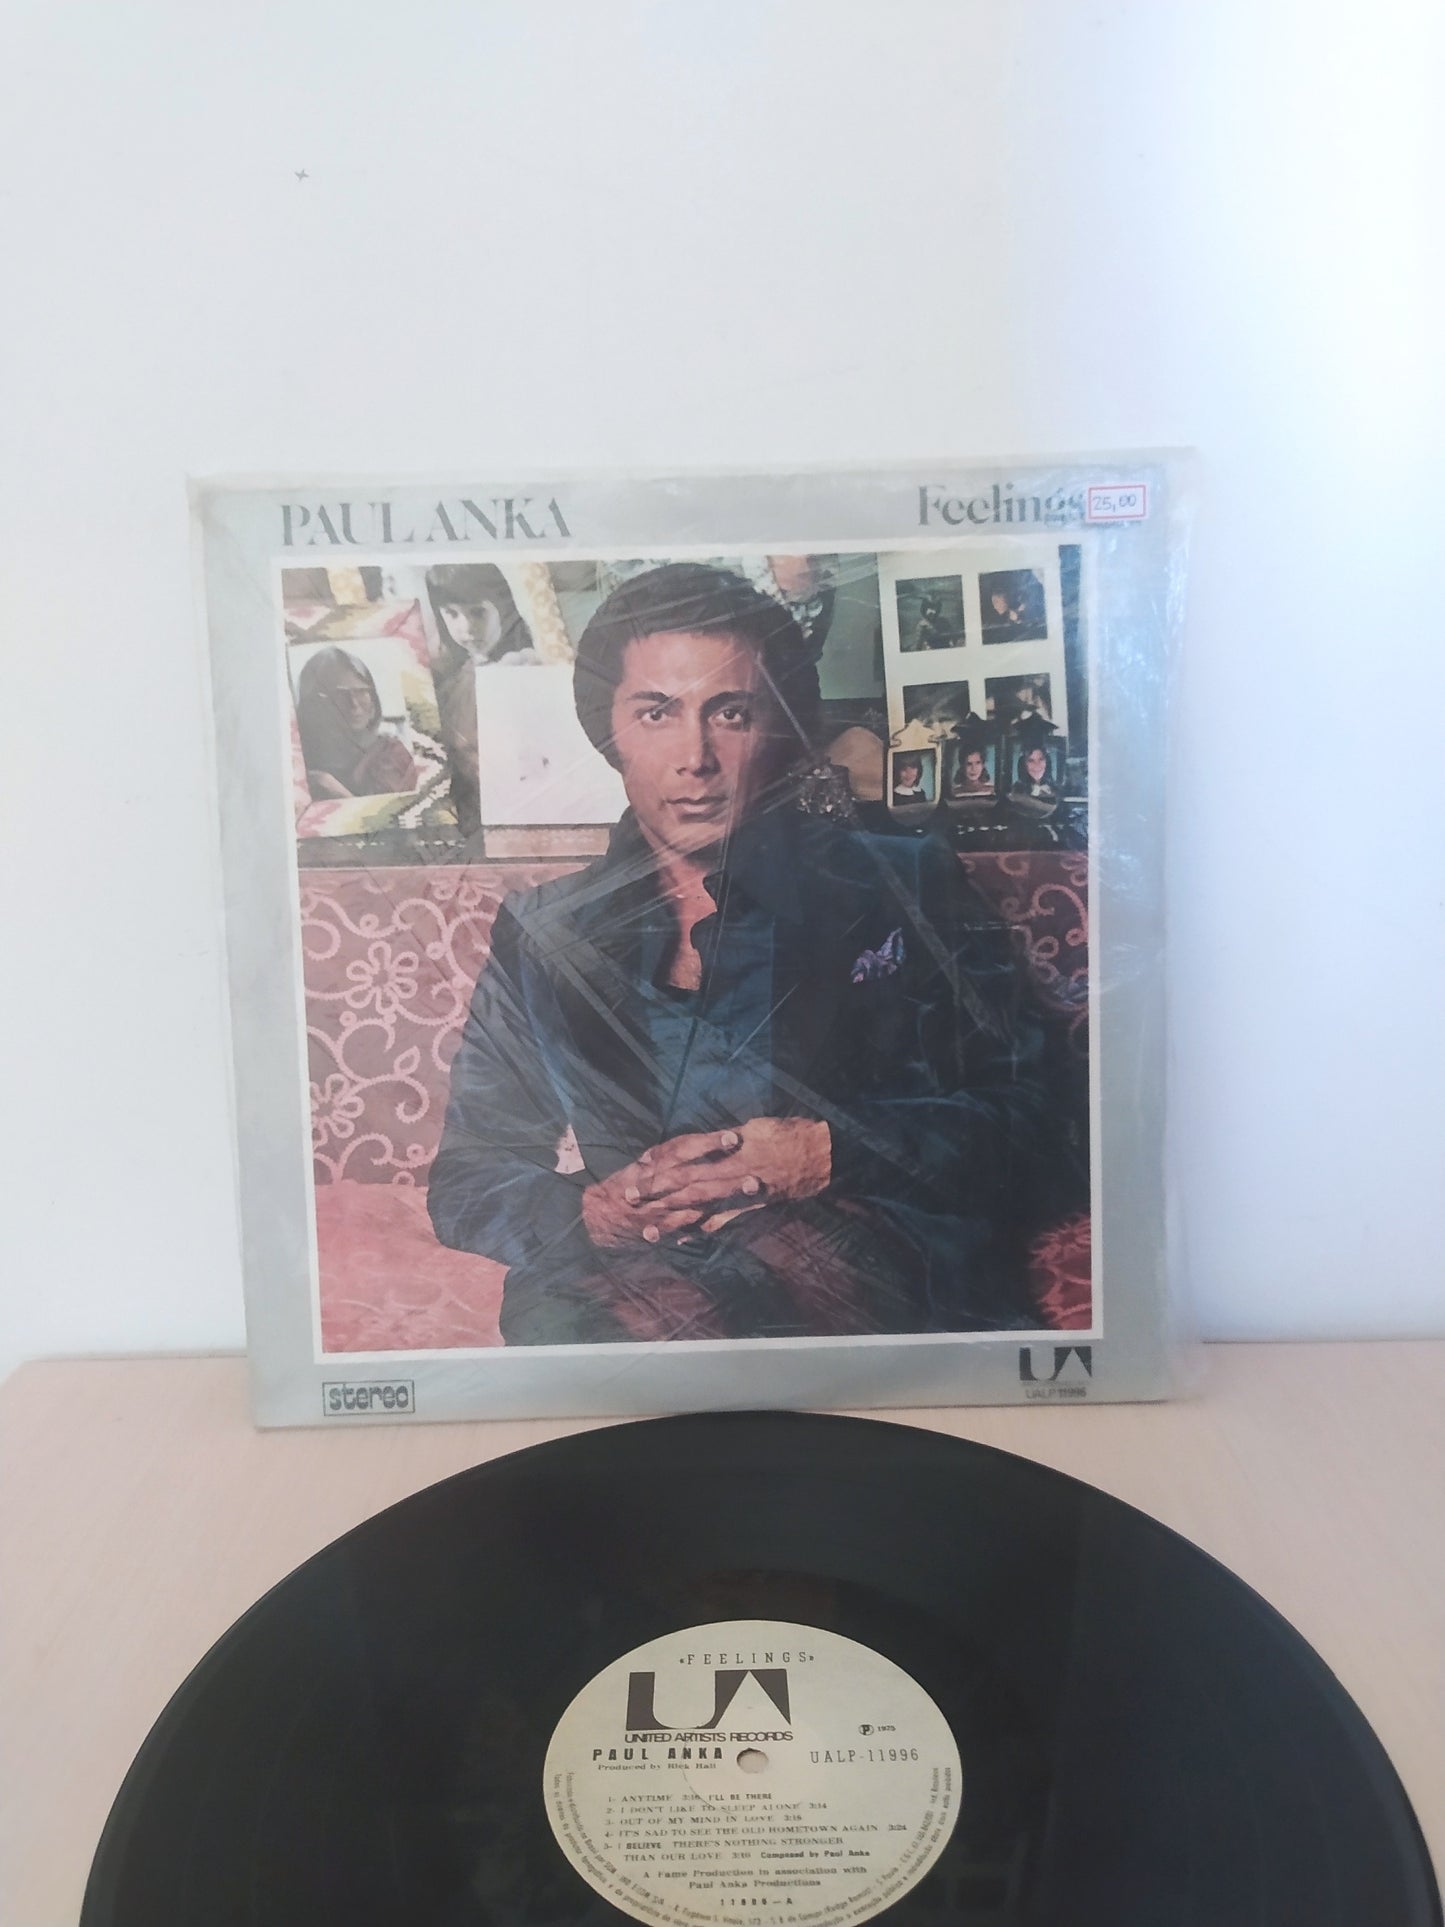 PAUL ANKA
Feelings
25,00
stereo
UA
UALP 11996
«FEELINGS»
UA
UNITED ARTISTS RECORDS
℗ 1975
PAUL ANKA
UALP-11996
Produced by Rick Hall
1- ANYTIME 3:16 I'LL BE THERE
2- I DON'T LIKE TO SLEEP ALONE 3:14
3- OUT OF MY MIND IN LOVE 3:16
4- IT'S SAD TO SEE THE OLD HOMETOWN AGAIN 3:24
5- I BELIEVE THERE'S NOTHING STRONGER
THAN OUR LOVE 3:10 Composed by Paul Anka
A Fame Production in association with
Paul Anka Productions